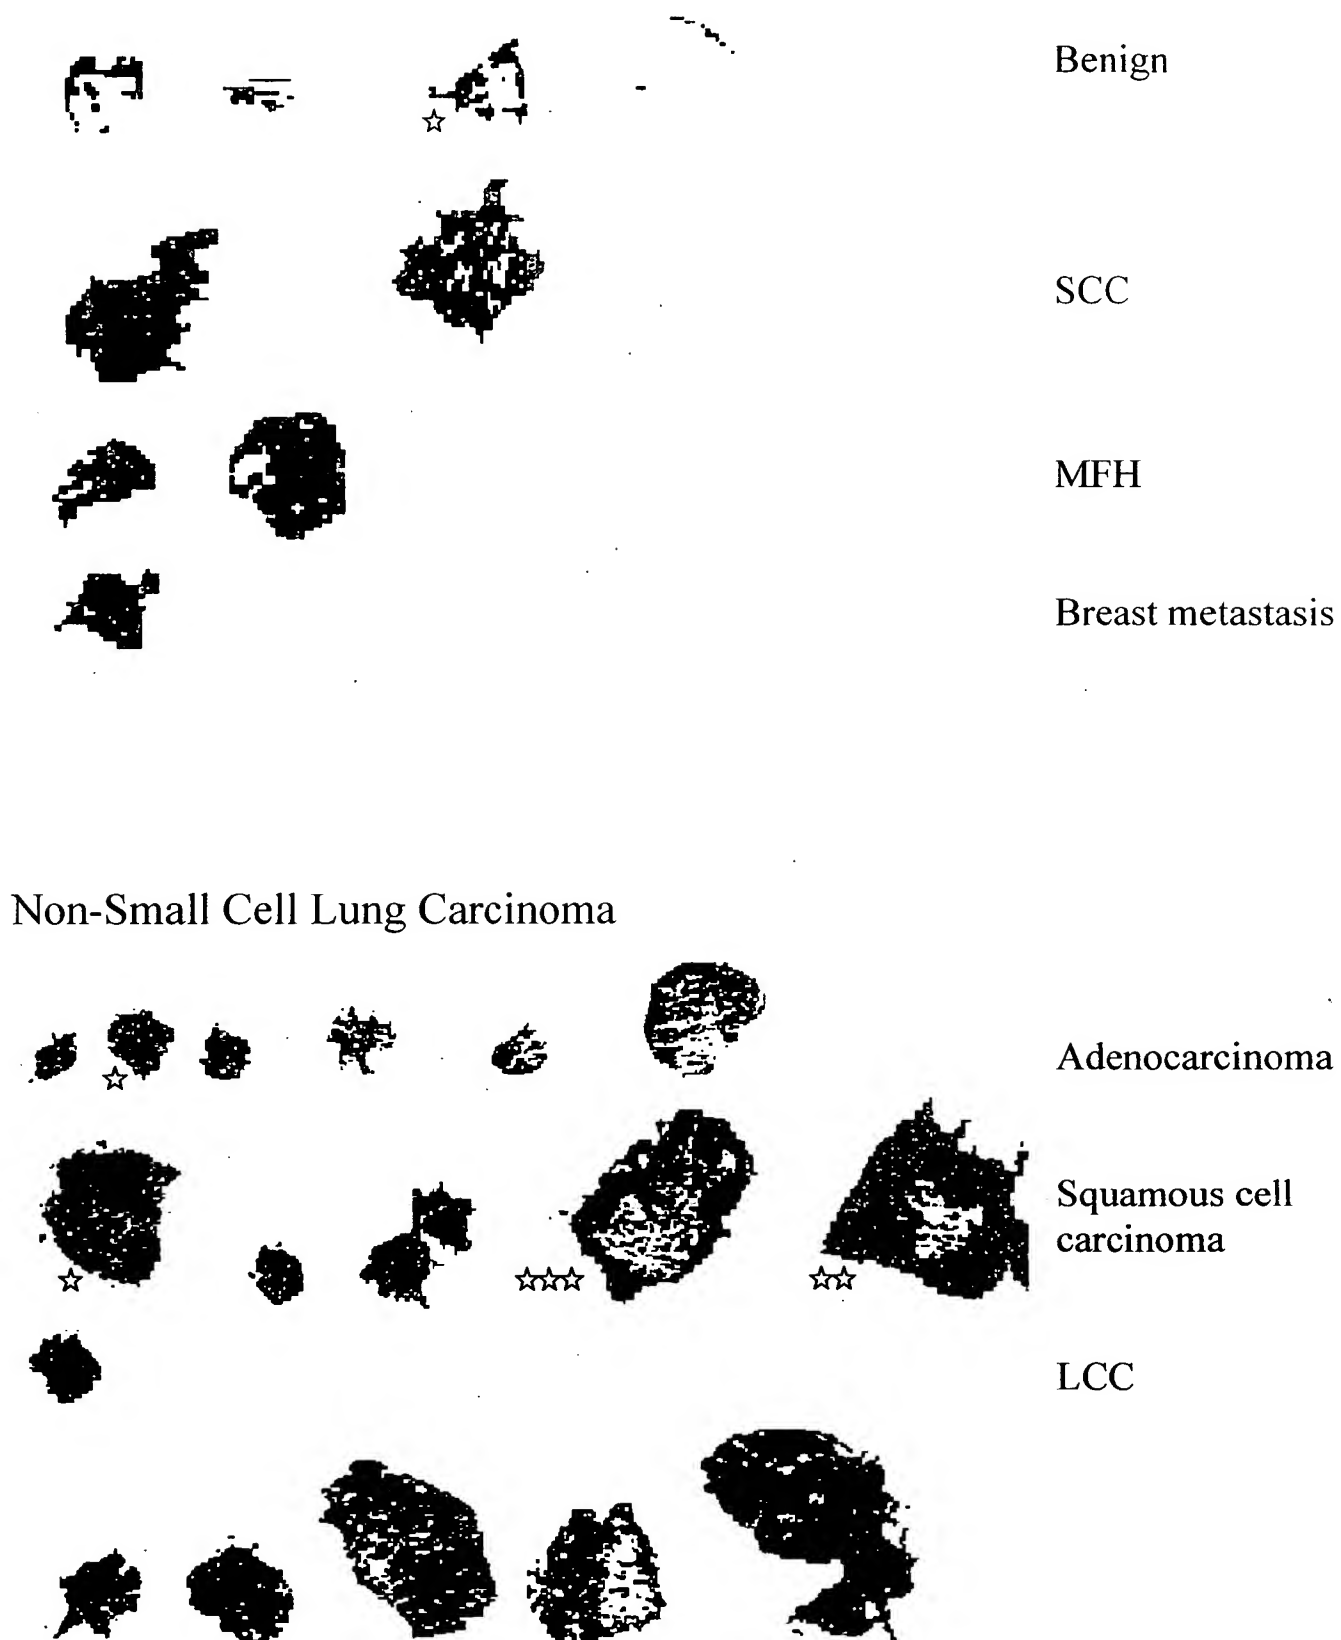 Benign
SCC
MFH
Breast metastasis
Non-Small Cell Lung Carcinoma
Adenocarcinoma
Squamous cell
carcinoma
LCC